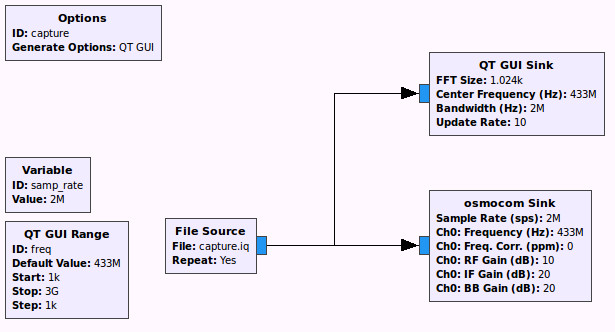 Options
ID: capture
Generate Options: QT GUI
QT GUI Sink
FFT Size: 1.024k
Center Frequency (Hz): 433M
Bandwidth (Hz): 2M
Update Rate: 10
Variable
ID: samp_rate
Value: 2M
QT GUI Range
ID: freq
Default Value: 433M
Start: 1k
Stop: 3G
Step: 1k
File Source
File: capture.iq
Repeat: Yes
osmocom Sink
Sample Rate (sps): 2M
Ch0: Frequency (Hz): 433M
Ch0: Freq. Corr. (ppm): 0
Ch0: RF Gain (dB): 10
Ch0: IF Gain (dB): 20
Ch0: BB Gain (dB): 20